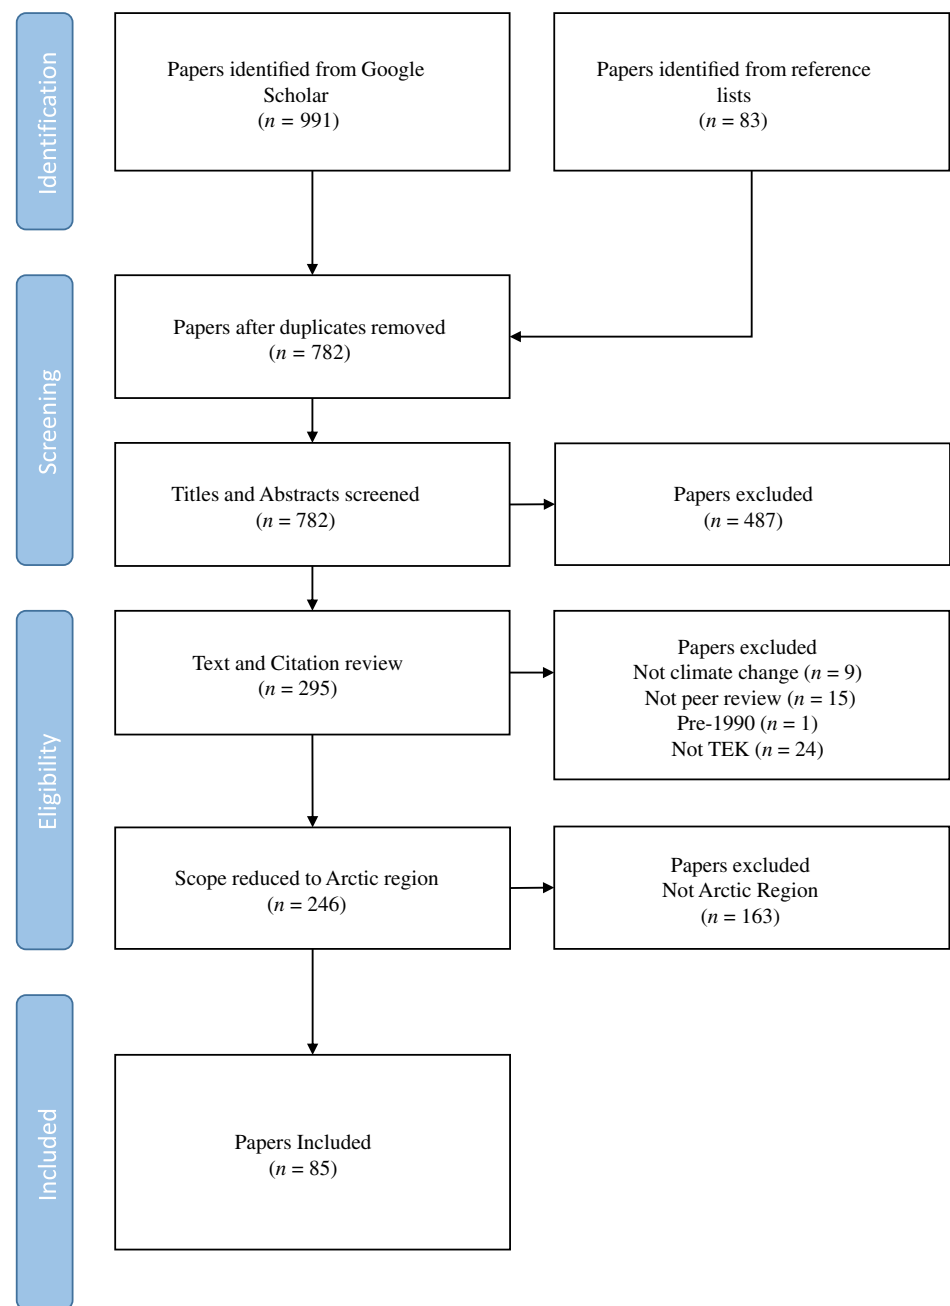 Identification
Papers identified from Google
Scholar
(n = 991)
Papers identified from reference
lists
(n = 83)
Screening
Papers after duplicates removed
(n = 782)
Titles and Abstracts screened
(n = 782)
Papers excluded
(n = 487)
Eligibility
Text and Citation review
(n = 295)
Papers excluded
Not climate change (n = 9)
Not peer review (n = 15)
Pre-1990 (n = 1)
Not TEK (n = 24)
Scope reduced to Arctic region
(n = 246)
Papers excluded
Not Arctic Region
(n = 163)
Included
Papers Included
(n = 85)